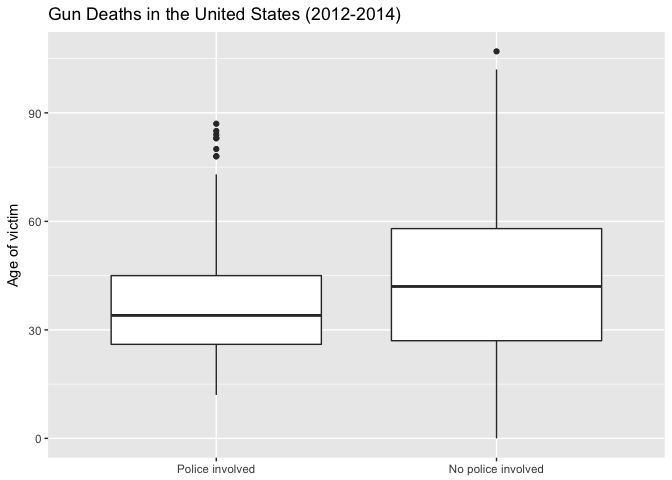 Gun Deaths in the United States (2012-2014)
Age of victim
90
60
30
0
Police involved
No police involved